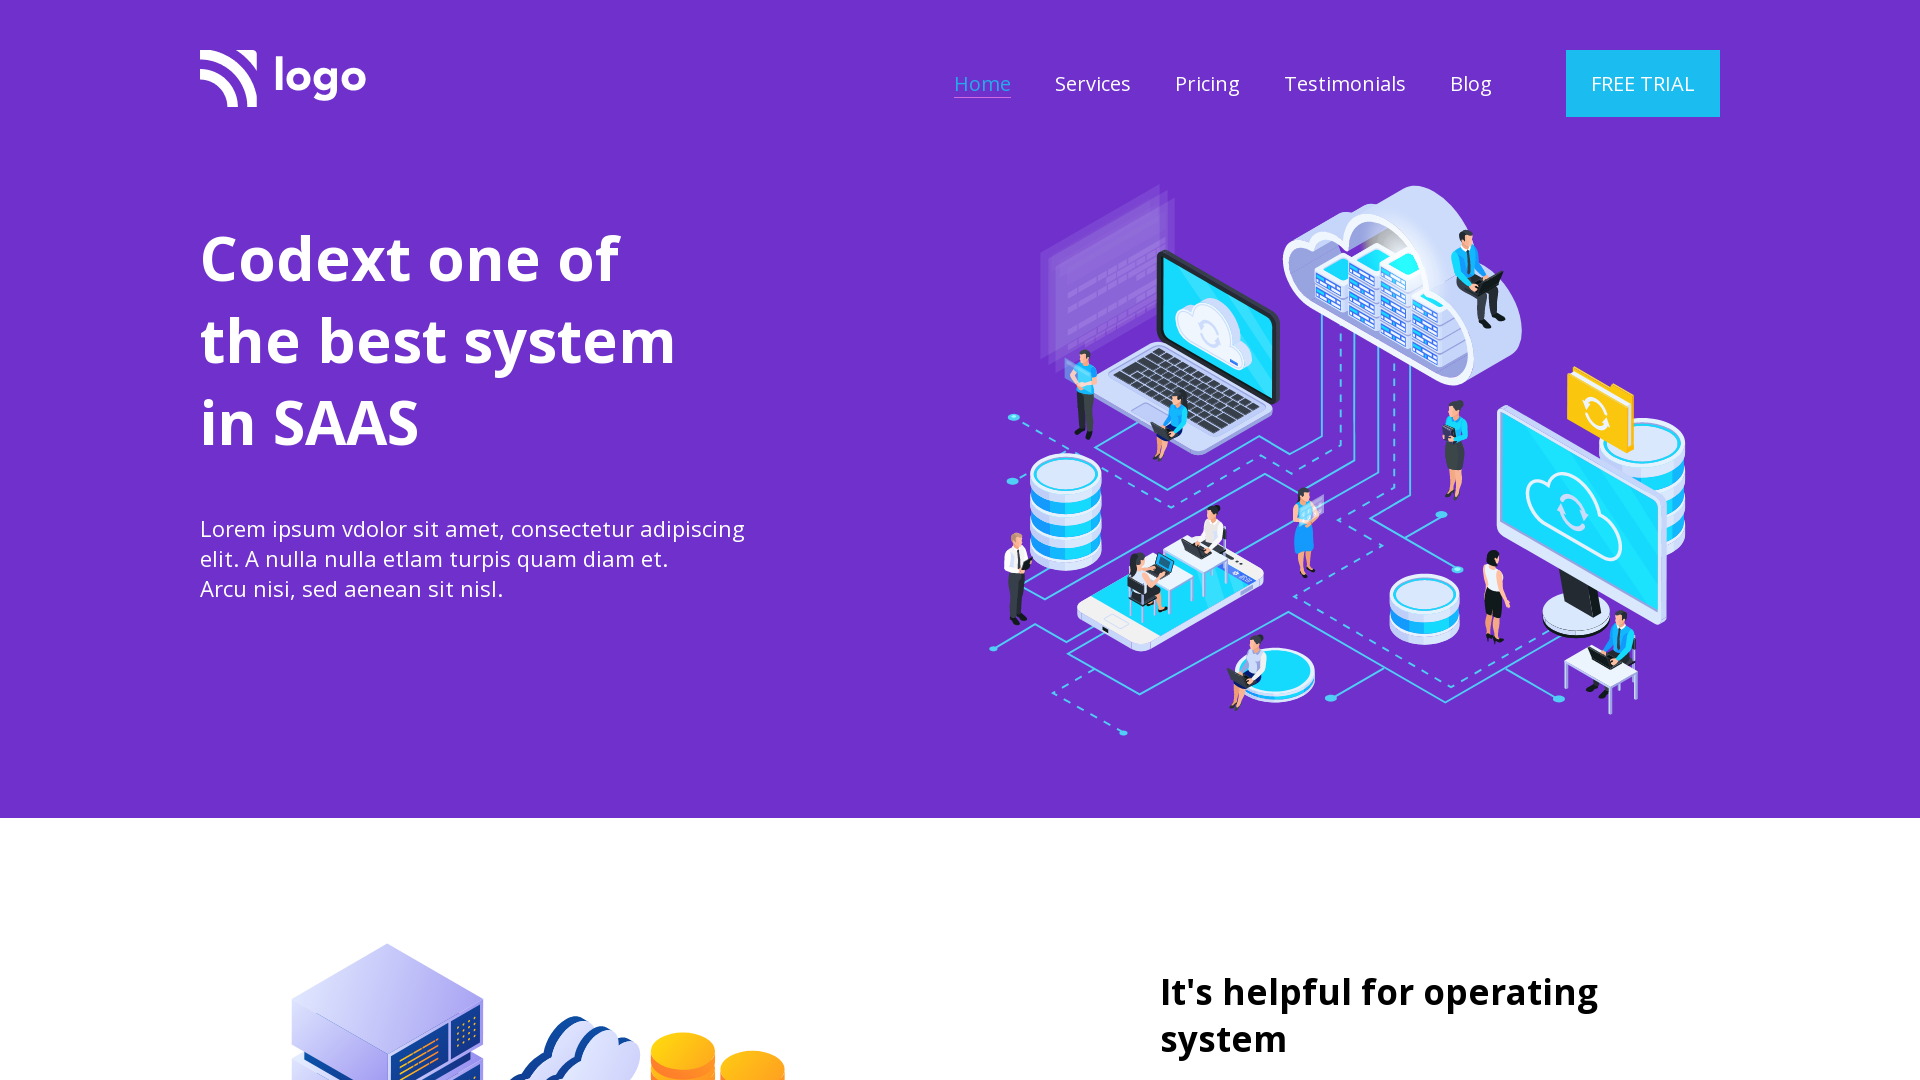 logo
Home Services Pricing Testimonials Blog FREE TRIAL
Codext one of
the best system
in SAAS
Lorem ipsum vdolor sit amet, consectetur adipiscing
elit. A nulla nulla etlam turpis quam diam et.
Arcu nisi, sed aenean sit nisl.
It's helpful for operating
system